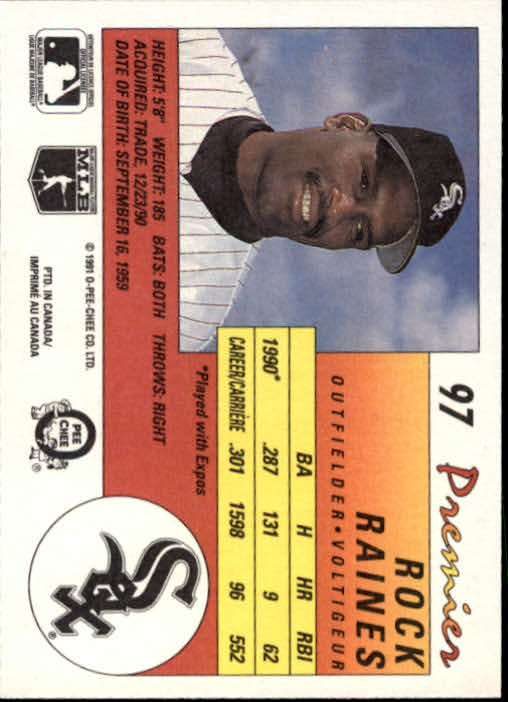 97 Premier
ROCK
RAINES
OUTFIELDER • VOLTIGEUR
Sox
BA H HR RBI
1990* .287 131 9 62
CAREER/CARRIÈRE .301 1598 96 552
*Played with Expos
HEIGHT: 5'8" WEIGHT: 185 BATS: BOTH THROWS: RIGHT
ACQUIRED: TRADE, 12/23/90
DATE OF BIRTH: SEPTEMBER 16, 1959
Sox
®
MLB
© 1991 O-PEE-CHEE CO. LTD.
PTD. IN CANADA/
IMPRIMÉ AU CANADA
O PEE CHEE ®